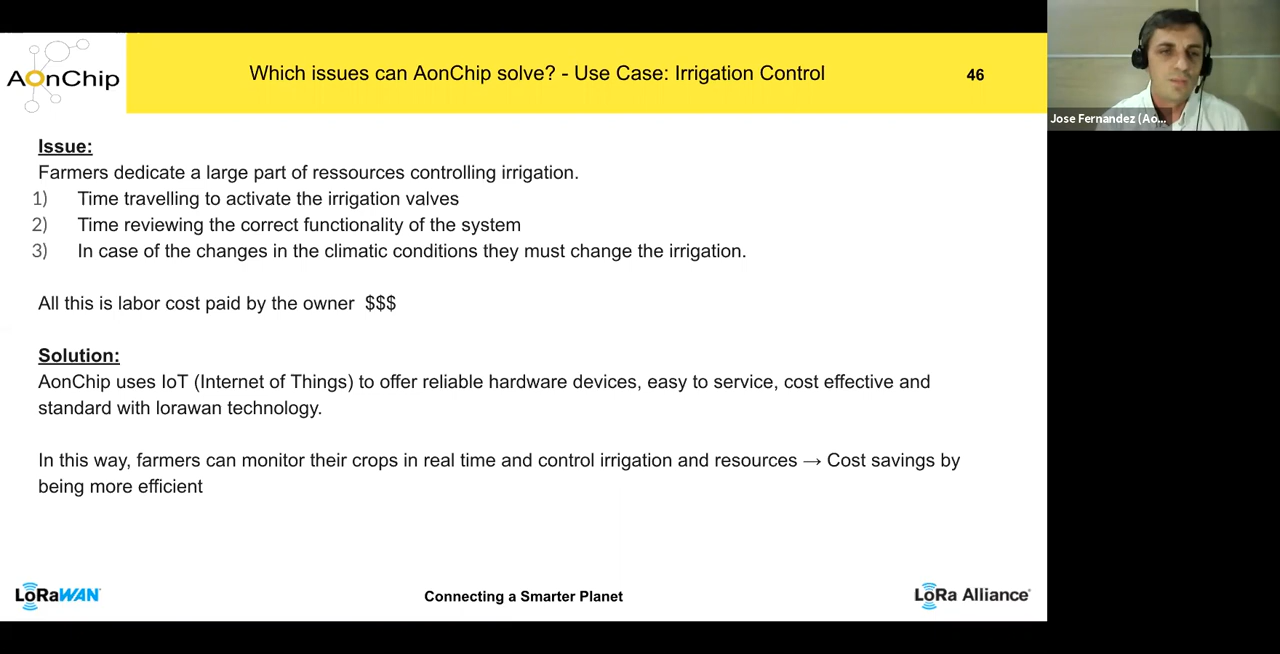 AonChip
Which issues can AonChip solve? - Use Case: Irrigation Control
46
Jose Fernandez (Ao...
Issue:
Farmers dedicate a large part of ressources controlling irrigation.
1) Time travelling to activate the irrigation valves
2) Time reviewing the correct functionality of the system
3) In case of the changes in the climatic conditions they must change the irrigation.
All this is labor cost paid by the owner $$$
Solution:
AonChip uses IoT (Internet of Things) to offer reliable hardware devices, easy to service, cost effective and
standard with lorawan technology.
In this way, farmers can monitor their crops in real time and control irrigation and resources → Cost savings by
being more efficient
LoRaWAN
Connecting a Smarter Planet
LoRa Alliance